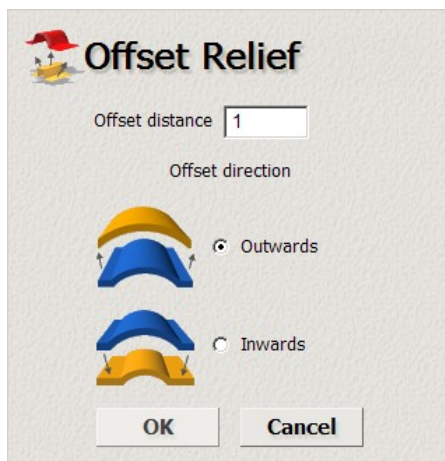 Offset Relief
Offset distance 1
Offset direction
Outwards
Inwards
OK Cancel